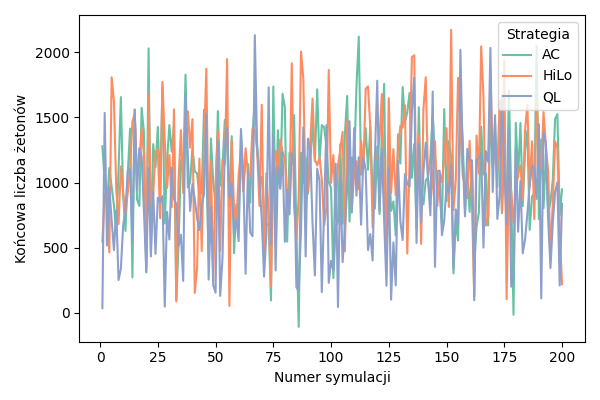 Strategia
AC
HiLo
QL
Końcowa liczba żetonów
2000
1500
1000
500
0
0 25 50 75 100 125 150 175 200
Numer symulacji